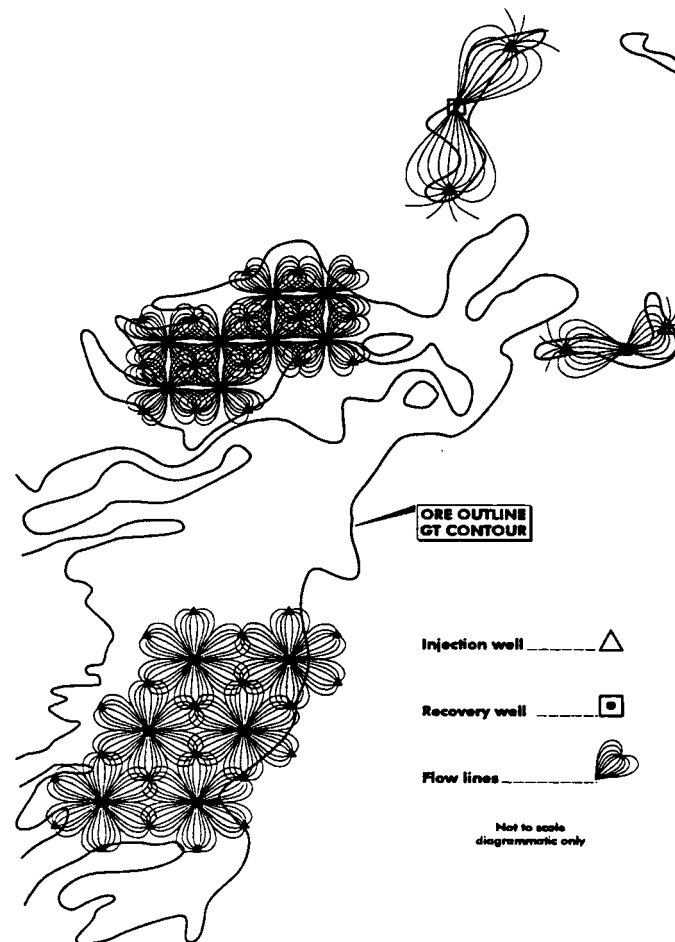 ORE OUTLINE
GT CONTOUR
Injection well
Recovery well
Flow lines
Not to scale
diagrammatic only